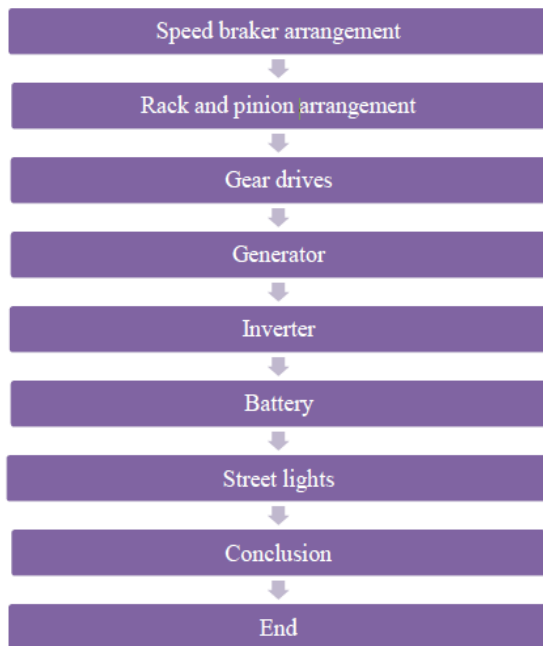 Speed braker arrangement
Rack and pinion arrangement
Gear drives
Generator
Inverter
Battery
Street lights
Conclusion
End